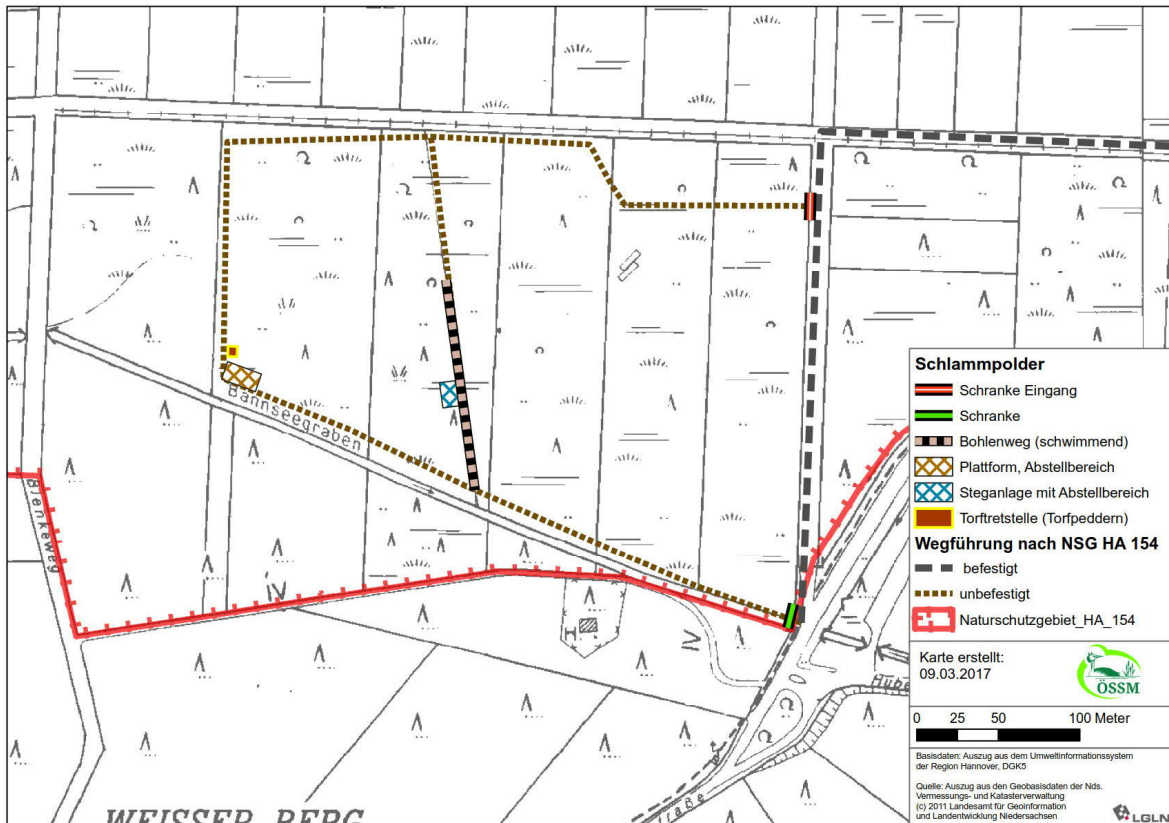 Bannseegraben
Blenkeweg
IV
IV
H
WEISSER BERG
Schlammpolder
Schranke Eingang
Schranke
Bohlenweg (schwimmend)
Plattform, Abstellbereich
Steganlage mit Abstellbereich
Torftretstelle (Torfpeddern)
Wegführung nach NSG HA 154
befestigt
unbefestigt
Naturschutzgebiet_HA_154
Karte erstellt:
09.03.2017
ÖSSM
0 25 50 100 Meter
Basisdaten: Auszug aus dem Umweltinformationssystem
der Region Hannover, DGK5
Quelle: Auszug aus den Geobasisdaten der Nds.
Vermessungs- und Katasterverwaltung
(c) 2011 Landesamt für Geoinformation
und Landentwicklung Niedersachsen
LGLN